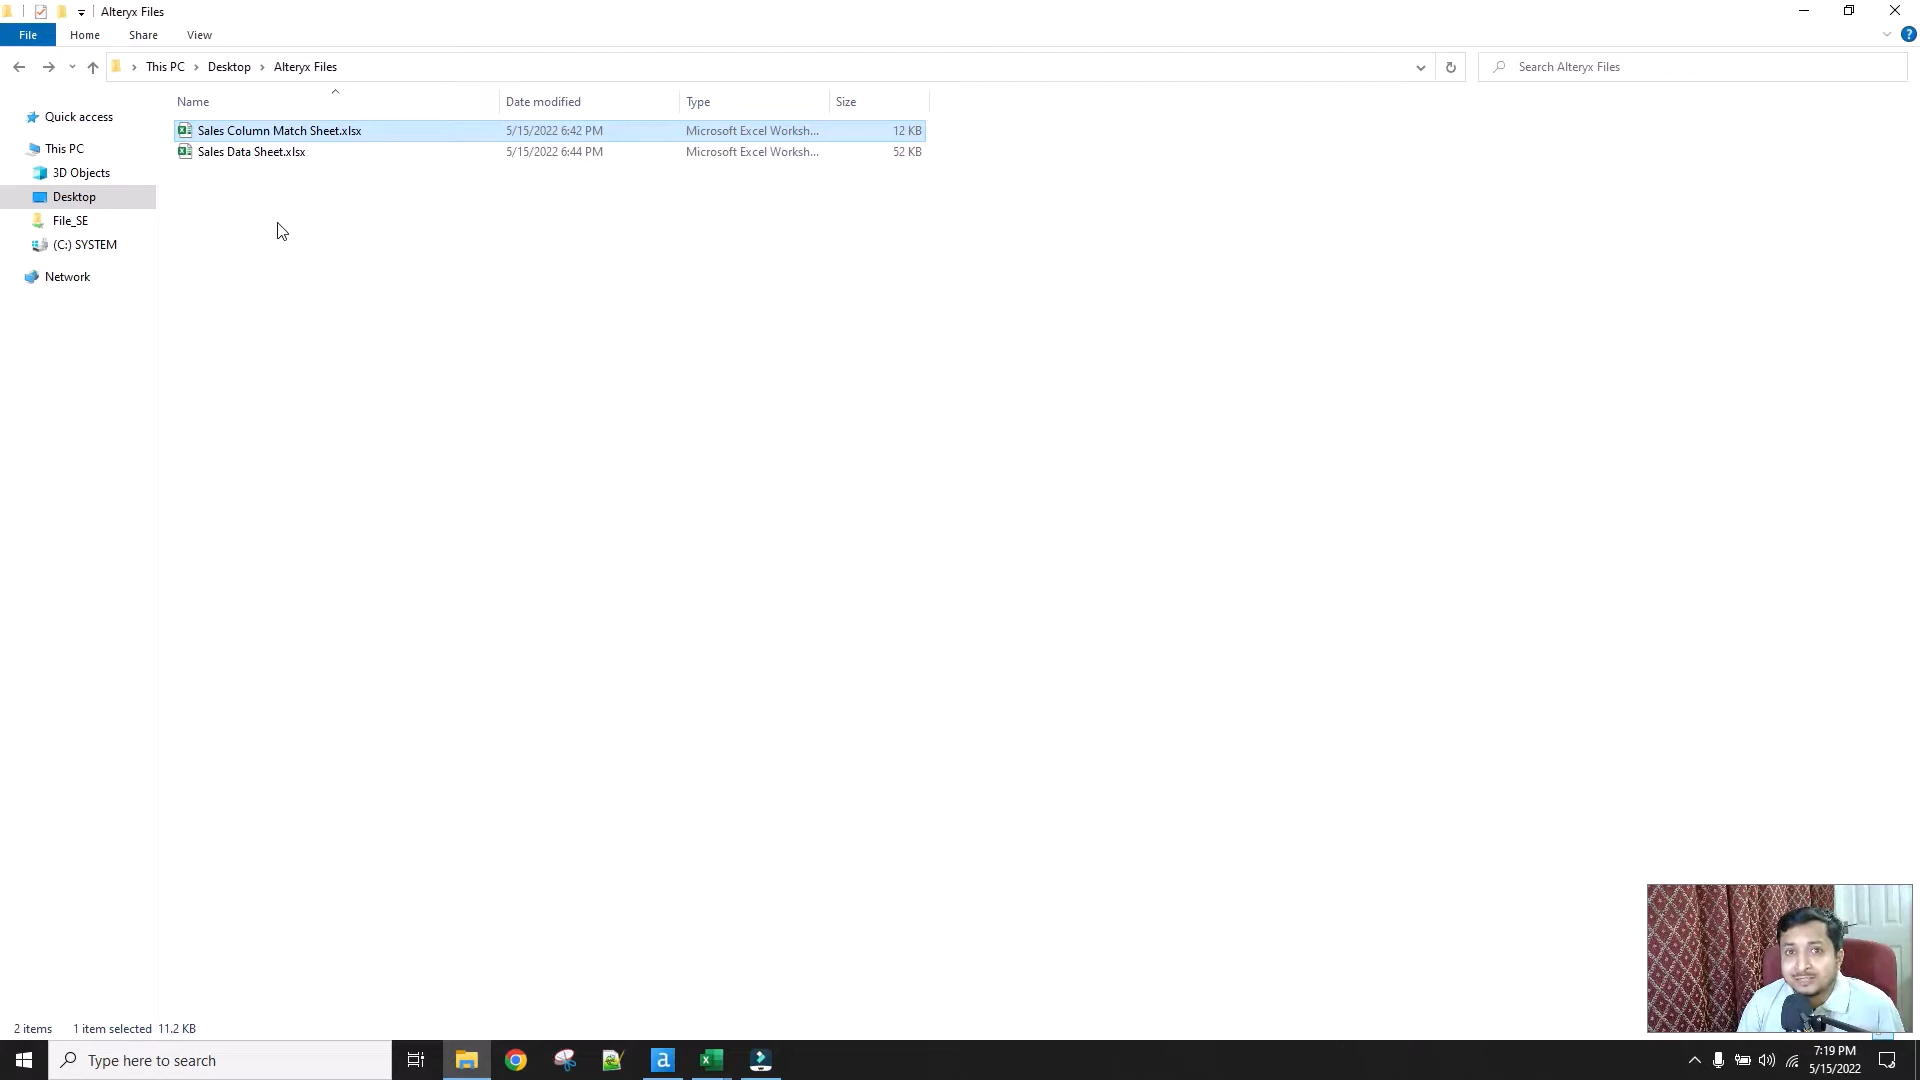 Alteryx Files
File Home Share View
This PC Desktop Alteryx Files
Search Alteryx Files
Name Date modified Type Size
Sales Column Match Sheet.xlsx 5/15/2022 6:42 PM Microsoft Excel Worksh... 12 KB
Sales Data Sheet.xlsx 5/15/2022 6:44 PM Microsoft Excel Worksh... 52 KB
Quick access
This PC
3D Objects
Desktop
File_SE
(C:) SYSTEM
Network
2 items 1 item selected 11.2 KB
Type here to search
7:19 PM
5/15/2022